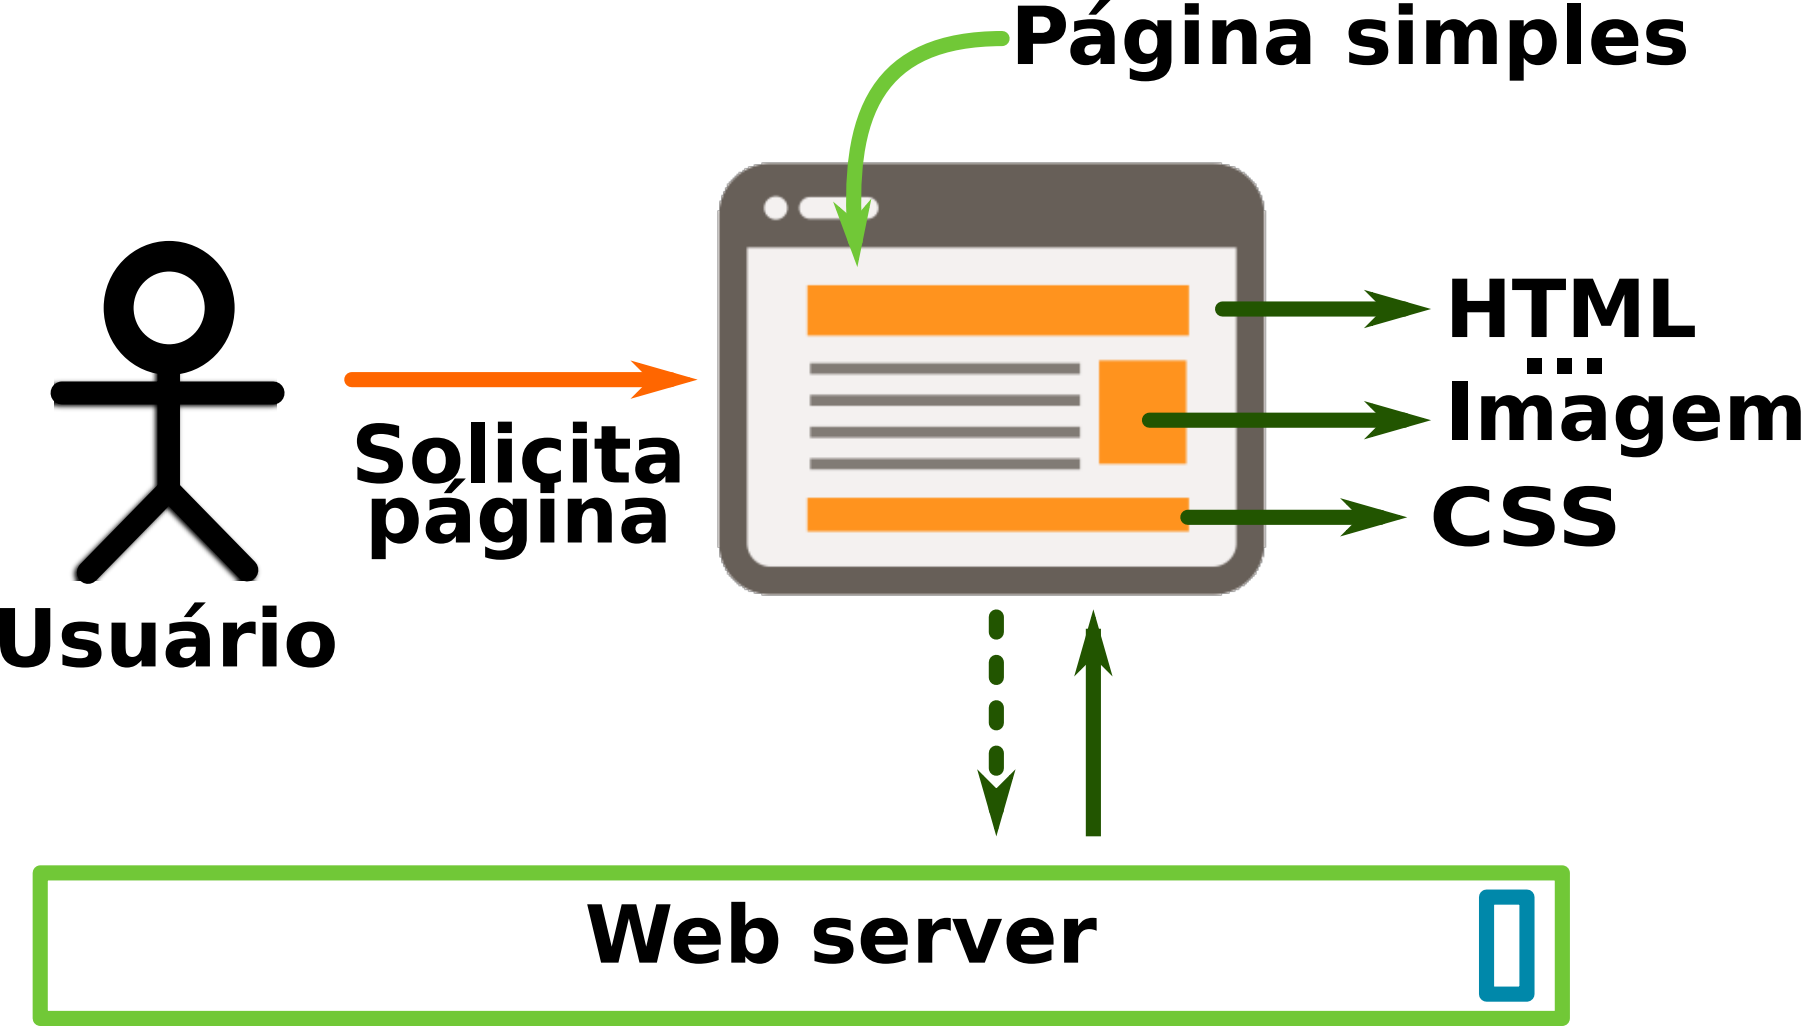 Página simples
HTML
...
Imagem
Solicita
página
CSS
Usuário
Web server